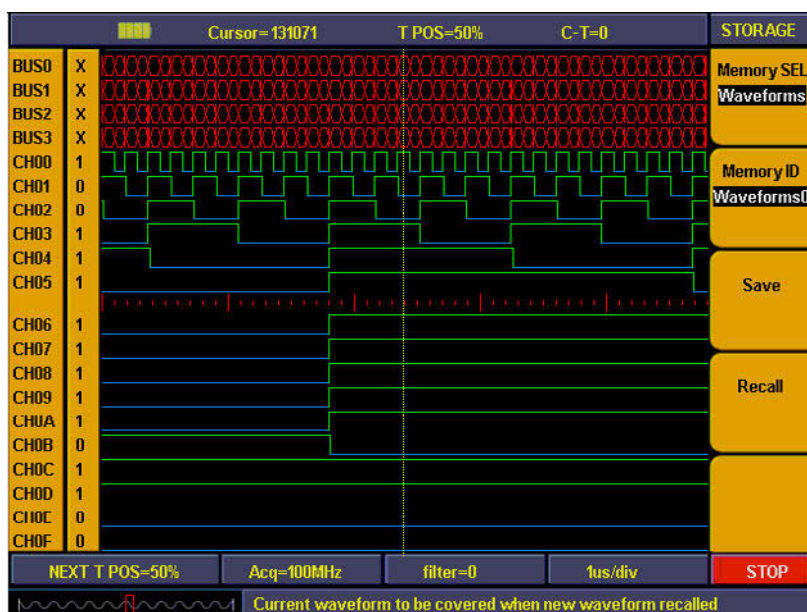 Cursor=131071 T POS=50% C-T=0 STORAGE
BUS0 X
BUS1 X
BUS2 X
BUS3 X
CH00 1
CH01 0
CH02 0
CH03 1
CH04 1
CH05 1
CH06 1
CH07 1
CH08 1
CH09 1
CH0A 1
CH0B 0
CH0C 1
CH0D 1
CH0E 0
CH0F 0
Memory SEL
Waveforms
Memory ID
Waveforms0
Save
Recall
NEXT T POS=50% Acq=100MHz filter=0 1us/div STOP
Current waveform to be covered when new waveform recalled